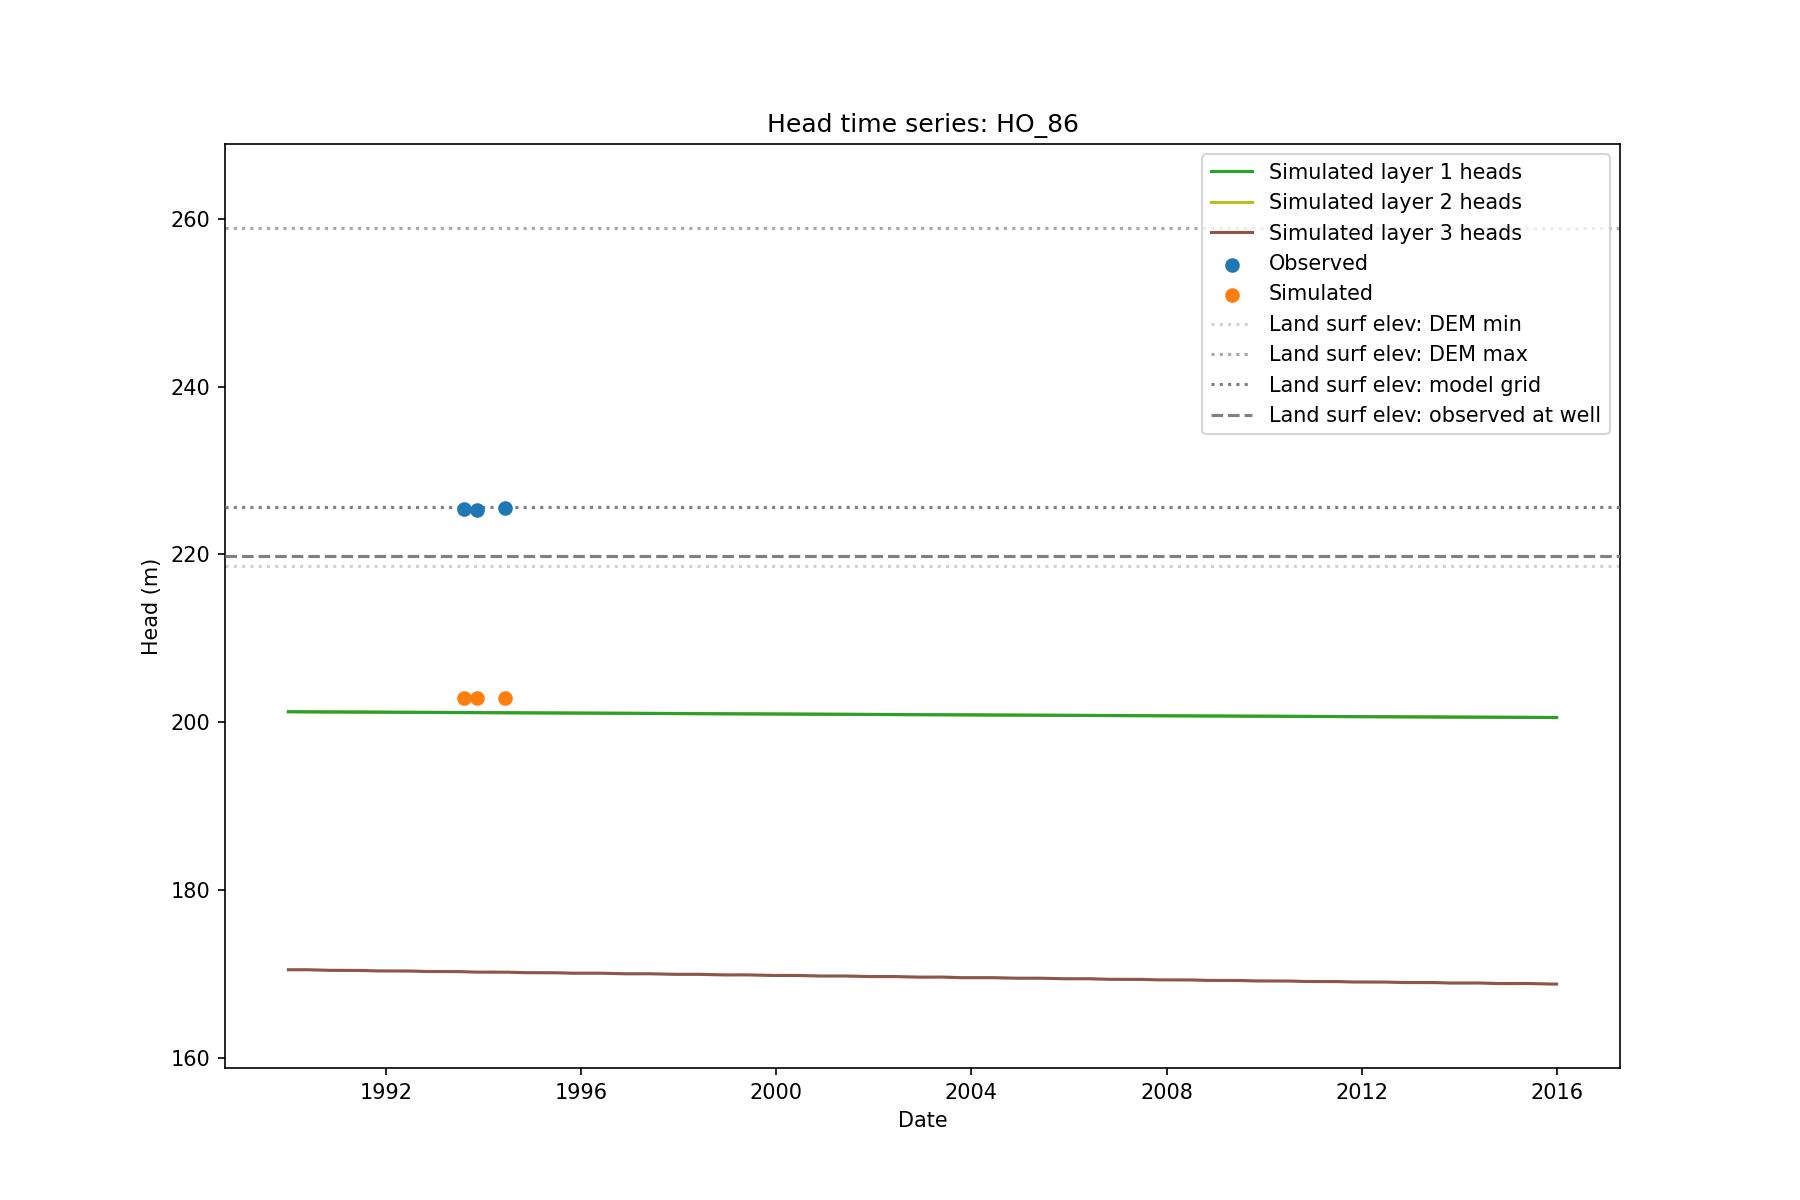 Head time series: HO_86
Simulated layer 1 heads
Simulated layer 2 heads
Simulated layer 3 heads
Observed
Simulated
Land surf elev: DEM min
Land surf elev: DEM max
Land surf elev: model grid
Land surf elev: observed at well
260
240
220
200
180
160
Head (m)
1992 1996 2000 2004 2008 2012 2016
Date